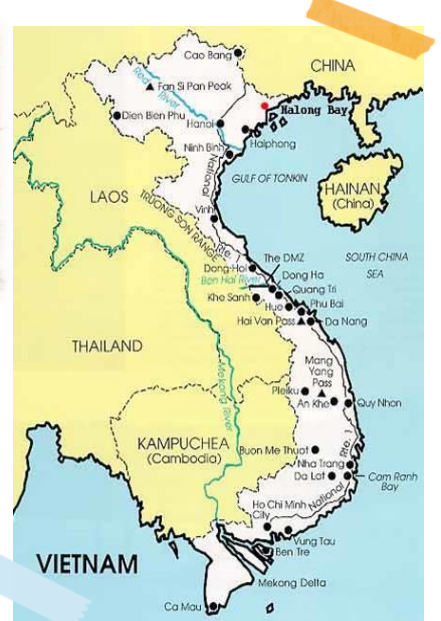 Cao Bang
CHINA
Red
River
Fan Si Pan Peak
Halong Bay
Dien Bien Phu
Hanoi
Haiphong
Ninh Binh
National
Rte. 1
GULF OF TONKIN
HAINAN
(China)
LAOS
TRUONG SON RANGE
Vinh
SOUTH CHINA
SEA
The DMZ
Dong Hoi
Dong Ha
Ben Hai River
Quang Tri
Khe Sanh
Hue
Phu Bai
Hai Van Pass
Da Nang
THAILAND
Mekong River
Mang
Yang
Pass
Pleiku
An Khe
Quy Nhon
KAMPUCHEA
(Cambodia)
Buon Me Thuot
Nha Trang
Da Lat
Cam Ranh
Bay
National
Rte. 1
Ho Chi Minh
City
Vung Tau
Ben Tre
VIETNAM
Mekong Delta
Ca Mau